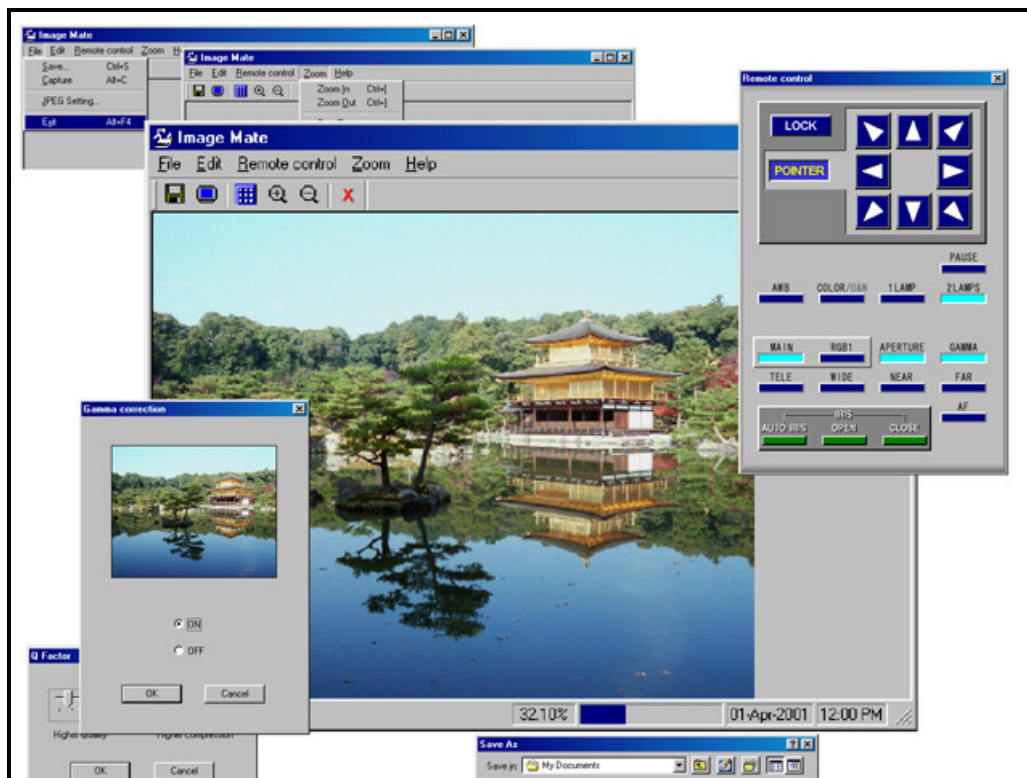 Image Mate
File Edit Remote control Zoom
Save... Ctrl+S
Capture Alt+C
JPEG Setting...
Exit Alt+F4
Image Mate
File Edit Remote control Zoom Help
Zoom In Ctrl+[
Zoom Out Ctrl+]
Image Mate
File Edit Remote control Zoom Help
X
Remote control
LOCK
POINTER
PAUSE
AWB COLOR/B&W 1LAMP 2LAMPS
MAIN RGB1 APERTURE GAMMA
TELE WIDE NEAR FAR
IRIS
AF
AUTO IRIS OPEN CLOSE
Gamma correction
ON
OFF
OK Cancel
32.10% 01-Apr-2001 12:00 PM
Q Factor
Higher Quality Higher Compression
OK Cancel
Save As
Save in: My Documents